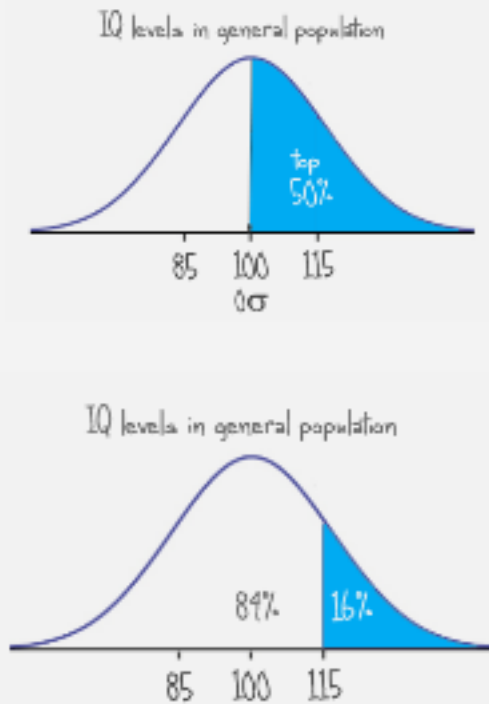 IQ levels in general population
top
50%
85 100 115
0σ
IQ levels in general population
84% 16%
85 100 115